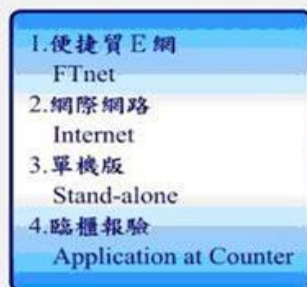 1.便捷貿E網
FTnet
2.網際網路
Internet
3.單機版
Stand-alone
4.臨櫃報驗
Application at Counter